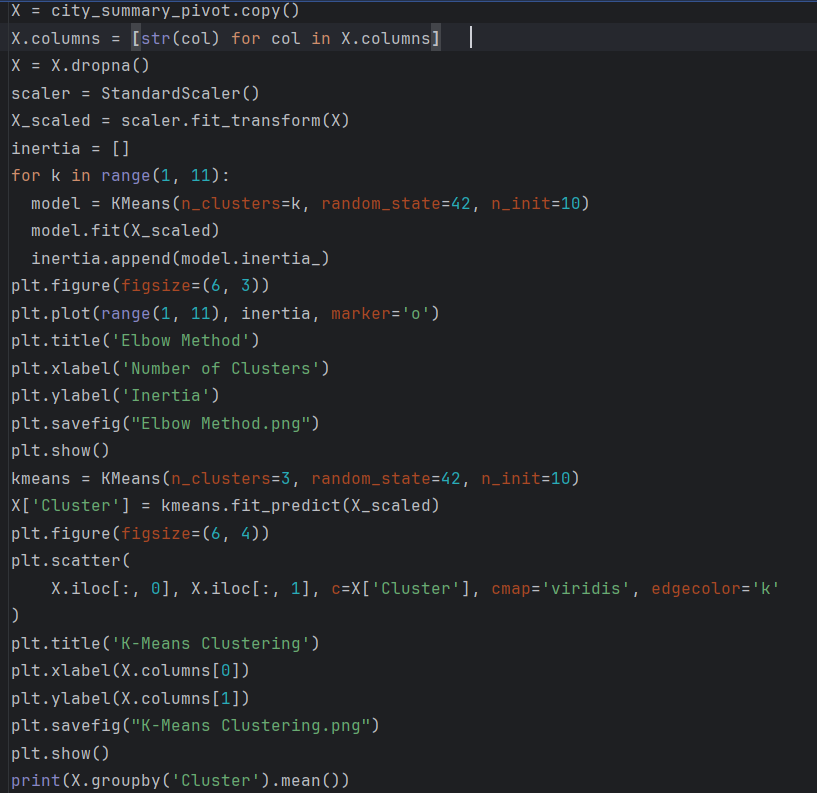 X = city_summary_pivot.copy()
X.columns = [str(col) for col in X.columns]
X = X.dropna()
scaler = StandardScaler()
X_scaled = scaler.fit_transform(X)
inertia = []
for k in range(1, 11):
  model = KMeans(n_clusters=k, random_state=42, n_init=10)
  model.fit(X_scaled)
  inertia.append(model.inertia_)
plt.figure(figsize=(6, 3))
plt.plot(range(1, 11), inertia, marker='o')
plt.title('Elbow Method')
plt.xlabel('Number of Clusters')
plt.ylabel('Inertia')
plt.savefig("Elbow Method.png")
plt.show()
kmeans = KMeans(n_clusters=3, random_state=42, n_init=10)
X['Cluster'] = kmeans.fit_predict(X_scaled)
plt.figure(figsize=(6, 4))
plt.scatter(
    X.iloc[:, 0], X.iloc[:, 1], c=X['Cluster'], cmap='viridis', edgecolor='k'
)
plt.title('K-Means Clustering')
plt.xlabel(X.columns[0])
plt.ylabel(X.columns[1])
plt.savefig("K-Means Clustering.png")
plt.show()
print(X.groupby('Cluster').mean())